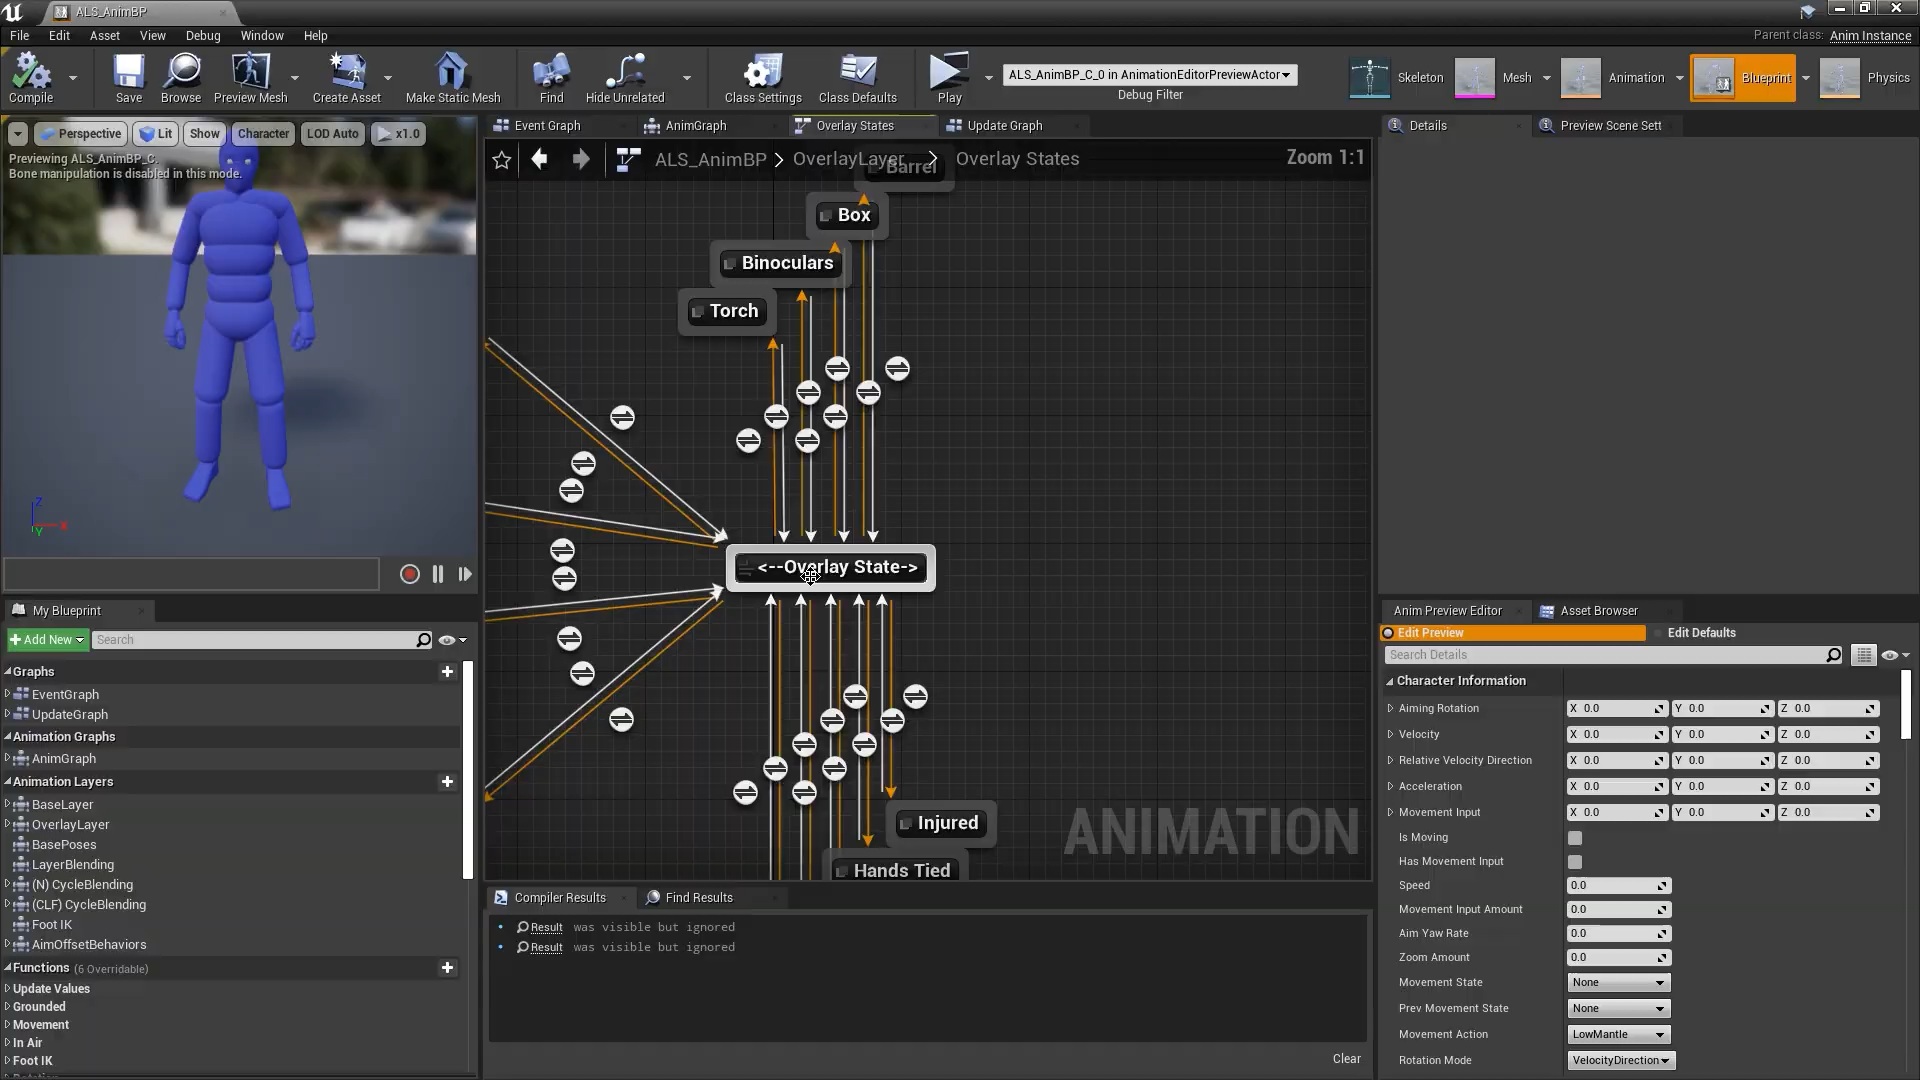 ALS_AnimBP
File Edit Asset View Debug Window Help
Parent class: Anim Instance
Compile
Save
Browse
Preview Mesh
Create Asset
Make Static Mesh
Find
Hide Unrelated
Class Settings
Class Defaults
Play
ALS_AnimBP_C_0 in AnimationEditorPreviewActor
Debug Filter
Skeleton
Mesh
Animation
Blueprint
Physics
Perspective Lit Show Character LOD Auto x1.0
Previewing ALS_AnimBP_C.
Bone manipulation is disabled in this mode.
Z
X
Y
Event Graph
AnimGraph
Overlay States
Update Graph
ALS_AnimBP > OverlayLayer > Overlay States
Zoom 1:1
Barrel
Box
Binoculars
Torch
<--Overlay State->
Injured
Hands Tied
ANIMATION
My Blueprint
Add New
Search
Graphs
EventGraph
UpdateGraph
Animation Graphs
AnimGraph
Animation Layers
BaseLayer
OverlayLayer
BasePoses
LayerBlending
(N) CycleBlending
(CLF) CycleBlending
Foot IK
AimOffsetBehaviors
Functions (6 Overridable)
Update Values
Grounded
Movement
In Air
Foot IK
Compiler Results
Find Results
Result was visible but ignored
Result was visible but ignored
Clear
Details
Preview Scene Sett
Anim Preview Editor
Asset Browser
Edit Preview
Edit Defaults
Search Details
Character Information
Aiming Rotation X 0.0 Y 0.0 Z 0.0
Velocity X 0.0 Y 0.0 Z 0.0
Relative Velocity Direction X 0.0 Y 0.0 Z 0.0
Acceleration X 0.0 Y 0.0 Z 0.0
Movement Input X 0.0 Y 0.0 Z 0.0
Is Moving
Has Movement Input
Speed 0.0
Movement Input Amount 0.0
Aim Yaw Rate 0.0
Zoom Amount 0.0
Movement State None
Prev Movement State None
Movement Action LowMantle
Rotation Mode VelocityDirection